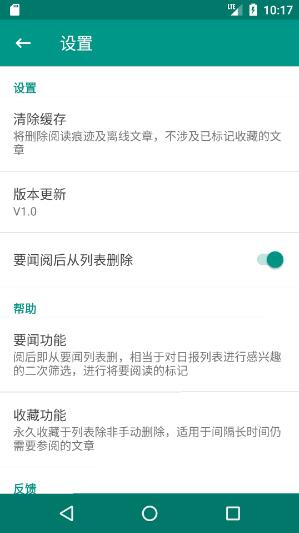 LTE 10:17
设置
设置
清除缓存
将删除阅读痕迹及离线文章，不涉及已标记收藏的文
章
版本更新
V1.0
要闻阅后从列表删除
帮助
要闻功能
阅后即从要闻列表删，相当于对日报列表进行感兴趣
的二次筛选，进行将要阅读的标记
收藏功能
永久收藏于列表除非手动删除，适用于间隔长时间仍
需要参阅的文章
反馈